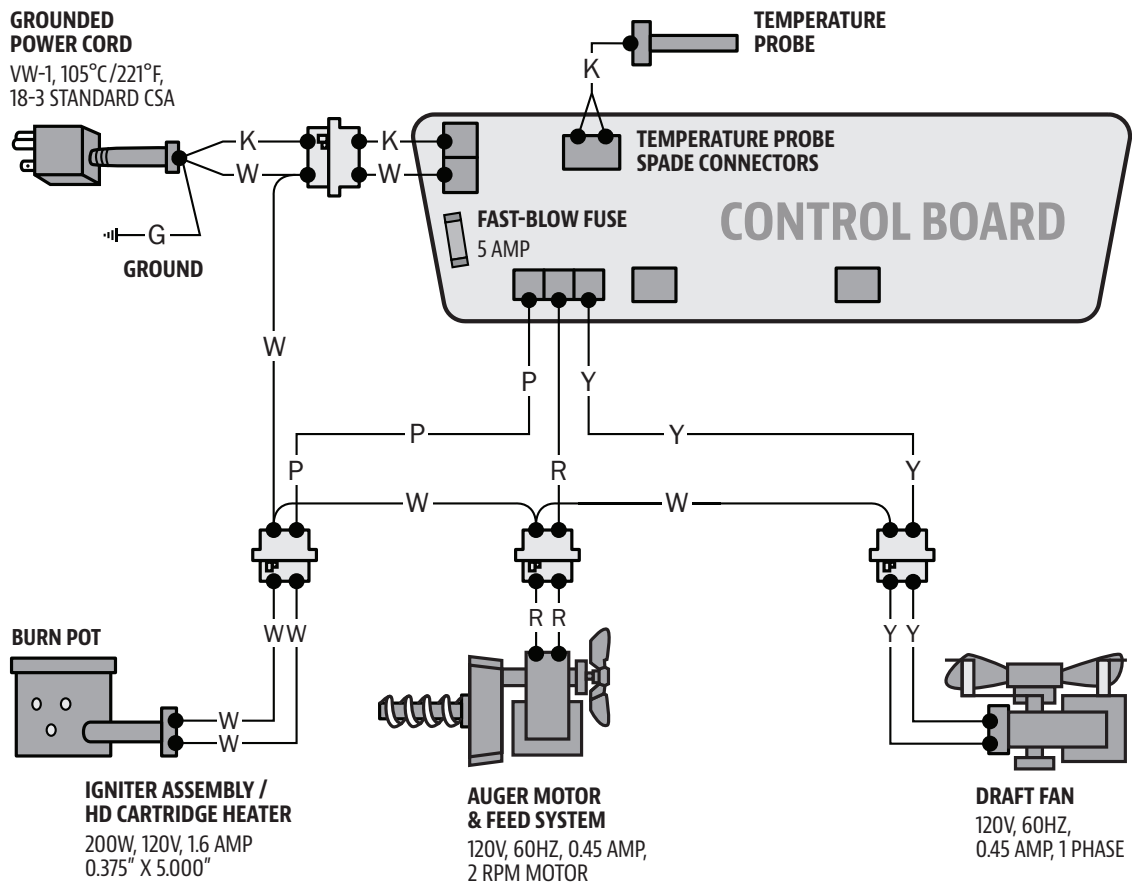 GROUNDED
POWER CORD
VW-1, 105°C/221°F,
18-3 STANDARD CSA
TEMPERATURE
PROBE
K
K
K
TEMPERATURE PROBE
SPADE CONNECTORS
W
W
CONTROL BOARD
FAST-BLOW FUSE
5 AMP
G
GROUND
W
P
Y
P
Y
P
R
Y
W
W
R R
W W
Y Y
BURN POT
W
W
IGNITER ASSEMBLY /
HD CARTRIDGE HEATER
200W, 120V, 1.6 AMP
0.375” X 5.000”
AUGER MOTOR
& FEED SYSTEM
120V, 60HZ, 0.45 AMP,
2 RPM MOTOR
DRAFT FAN
120V, 60HZ,
0.45 AMP, 1 PHASE